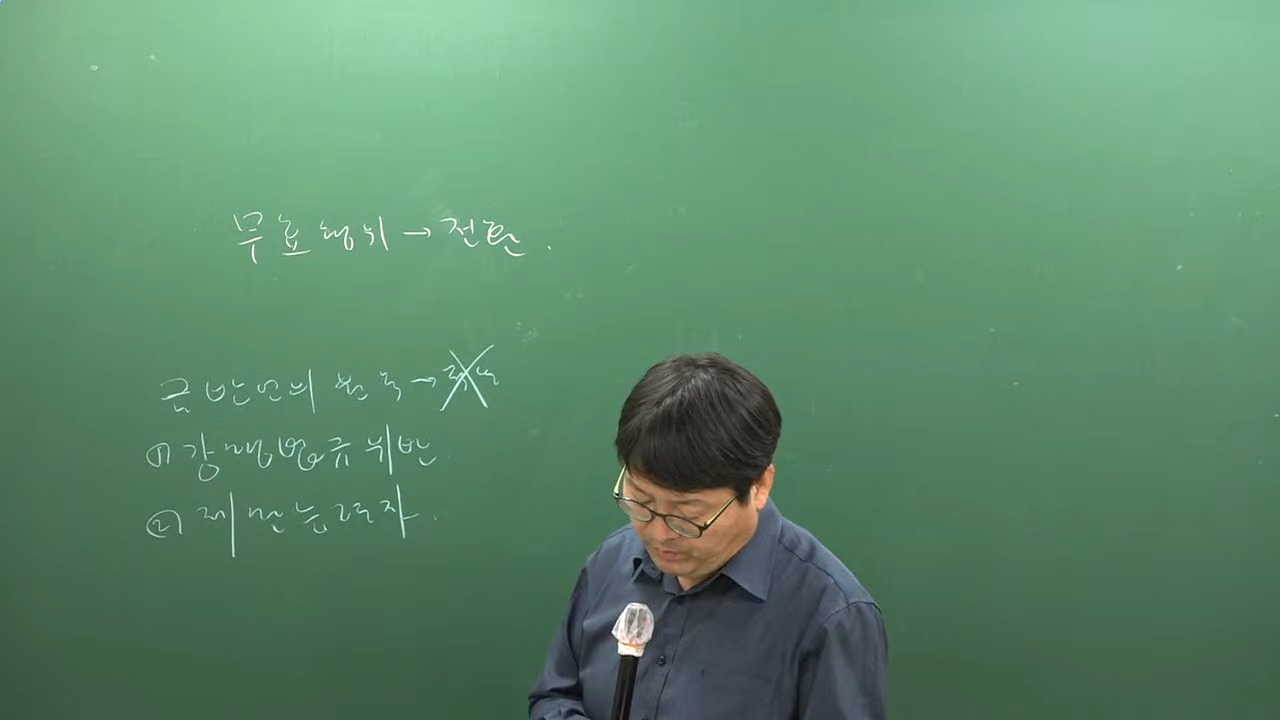 무효행위 → 전환.
금반언의 원칙 →
(1) 강행법규 위반
(2) 제한능력자.